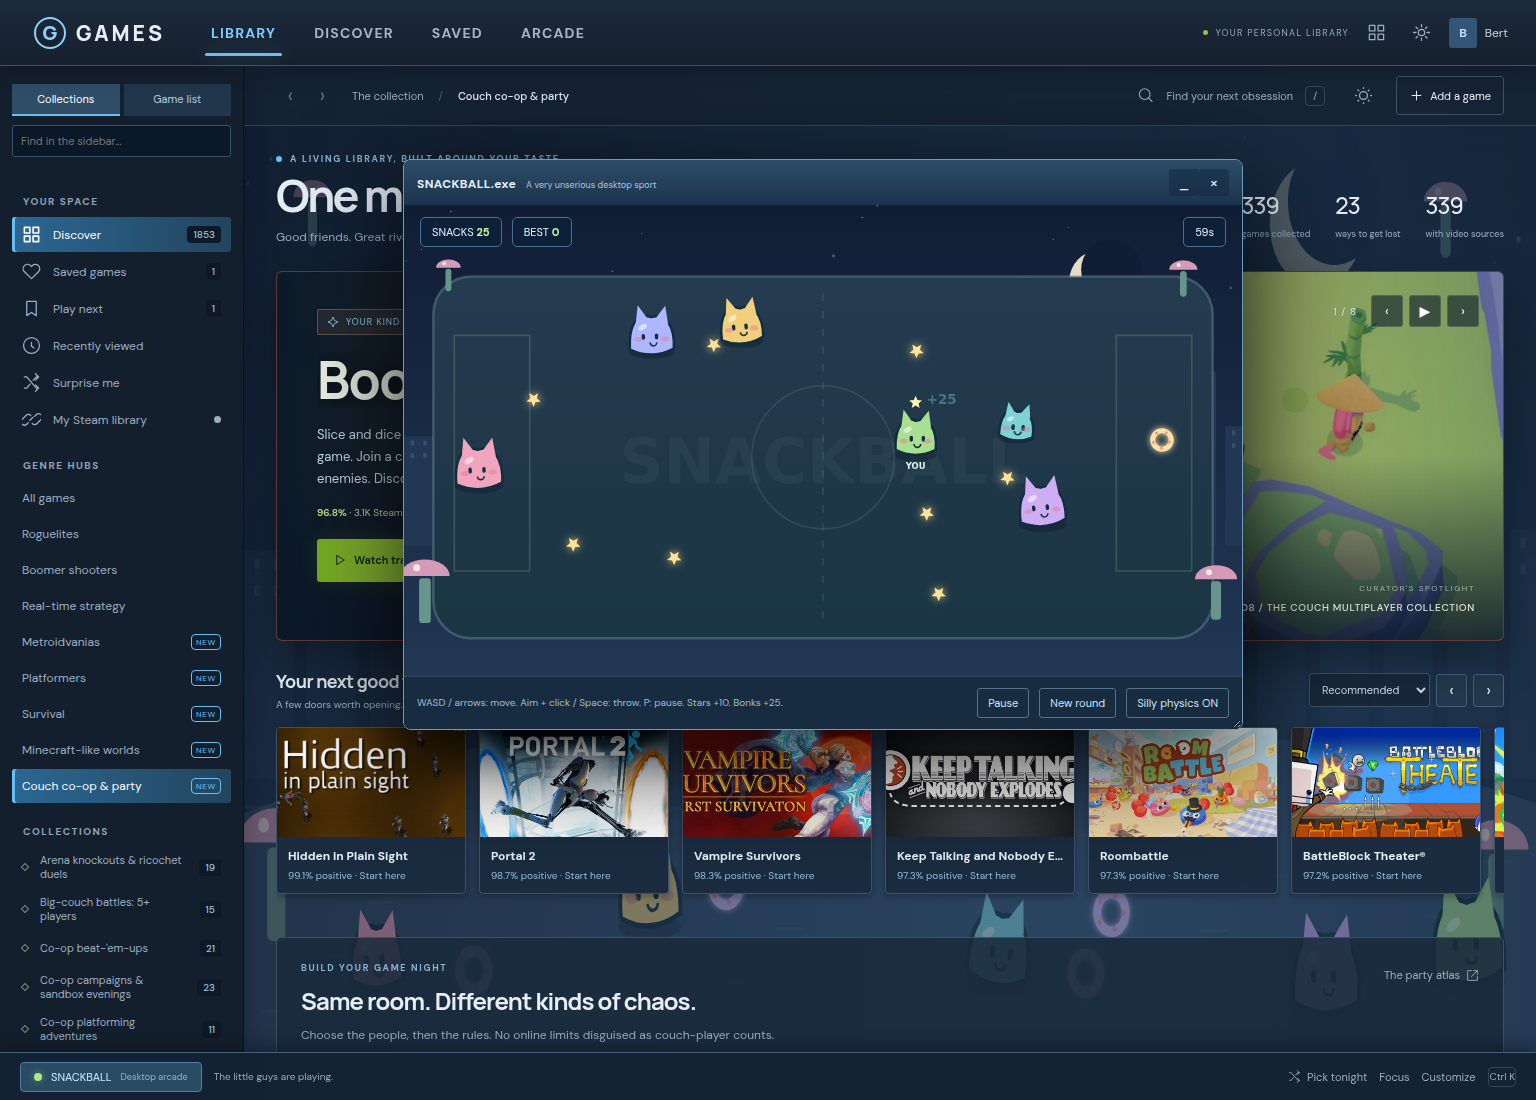 G GAMES
LIBRARY
DISCOVER
SAVED
ARCADE
YOUR PERSONAL LIBRARY
B
Bert
Collections
Game list
Find in the sidebar...
YOUR SPACE
Discover 1853
Saved games 1
Play next 1
Recently viewed
Surprise me
My Steam library
GENRE HUBS
All games
Roguelites
Boomer shooters
Real-time strategy
Metroidvanias NEW
Platformers NEW
Survival NEW
Minecraft-like worlds NEW
Couch co-op & party NEW
COLLECTIONS
Arena knockouts & ricochet
duels
19
Big-couch battles: 5+
players
15
Co-op beat-'em-ups 21
Co-op campaigns &
sandbox evenings
23
Co-op platforming
adventures
11
The collection / Couch co-op & party
Find your next obsession /
Add a game
A LIVING LIBRARY, BUILT AROUND YOUR TASTE
One m
Good friends. Great riv
339
games collected
23
ways to get lost
339
with video sources
YOUR KIND
Boo
Slice and dice
game. Join a c
enemies. Disco
96.8% · 3.1K Steam
Watch tra
1 / 8
CURATOR'S SPOTLIGHT
08 / THE COUCH MULTIPLAYER COLLECTION
SNACKBALL.exe A very unserious desktop sport
SNACKS 25
BEST 0
59s
+25
SNACKBALL
YOU
WASD / arrows: move. Aim + click / Space: throw. P: pause. Stars +10. Bonks +25.
Pause
New round
Silly physics ON
Your next good
A few doors worth opening.
Recommended
Hidden
in plain sight
Hidden In Plain Sight
99.1% positive · Start here
PORTAL 2
Portal 2
98.7% positive · Start here
VAMPIRE
URVIVORS
RST SURVIVATON
Vampire Survivors
98.3% positive · Start here
KEEP TALKING
and NOBODY EXPLODES
Keep Talking and Nobody E...
97.3% positive · Start here
ROOM
BATTLE
Roombattle
97.3% positive · Start here
BATTLEBLO
THEATE
BattleBlock Theater®
97.2% positive · Start here
BUILD YOUR GAME NIGHT
The party atlas
Same room. Different kinds of chaos.
Choose the people, then the rules. No online limits disguised as couch-player counts.
SNACKBALL Desktop arcade
The little guys are playing.
Pick tonight
Focus
Customize
Ctrl K